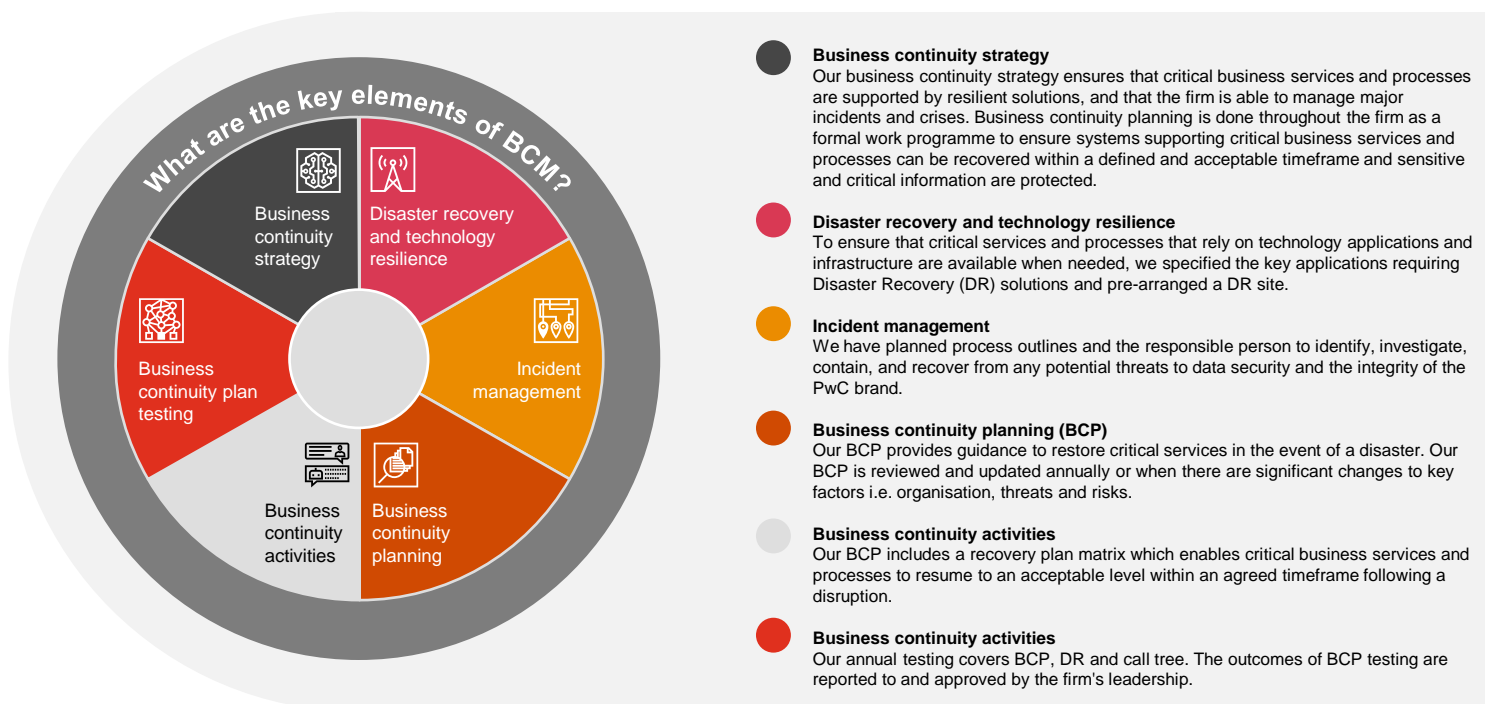 What are the key elements of BCM?
Business
continuity
strategy
Disaster recovery
and technology
resilience
Incident
management
Business
continuity
planning
Business
continuity
activities
Business
continuity plan
testing
Business continuity strategy
Our business continuity strategy ensures that critical business services and processes
are supported by resilient solutions, and that the firm is able to manage major
incidents and crises. Business continuity planning is done throughout the firm as a
formal work programme to ensure systems supporting critical business services and
processes can be recovered within a defined and acceptable timeframe and sensitive
and critical information are protected.
Disaster recovery and technology resilience
To ensure that critical services and processes that rely on technology applications and
infrastructure are available when needed, we specified the key applications requiring
Disaster Recovery (DR) solutions and pre-arranged a DR site.
Incident management
We have planned process outlines and the responsible person to identify, investigate,
contain, and recover from any potential threats to data security and the integrity of the
PwC brand.
Business continuity planning (BCP)
Our BCP provides guidance to restore critical services in the event of a disaster. Our
BCP is reviewed and updated annually or when there are significant changes to key
factors i.e. organisation, threats and risks.
Business continuity activities
Our BCP includes a recovery plan matrix which enables critical business services and
processes to resume to an acceptable level within an agreed timeframe following a
disruption.
Business continuity activities
Our annual testing covers BCP, DR and call tree. The outcomes of BCP testing are
reported to and approved by the firm's leadership.